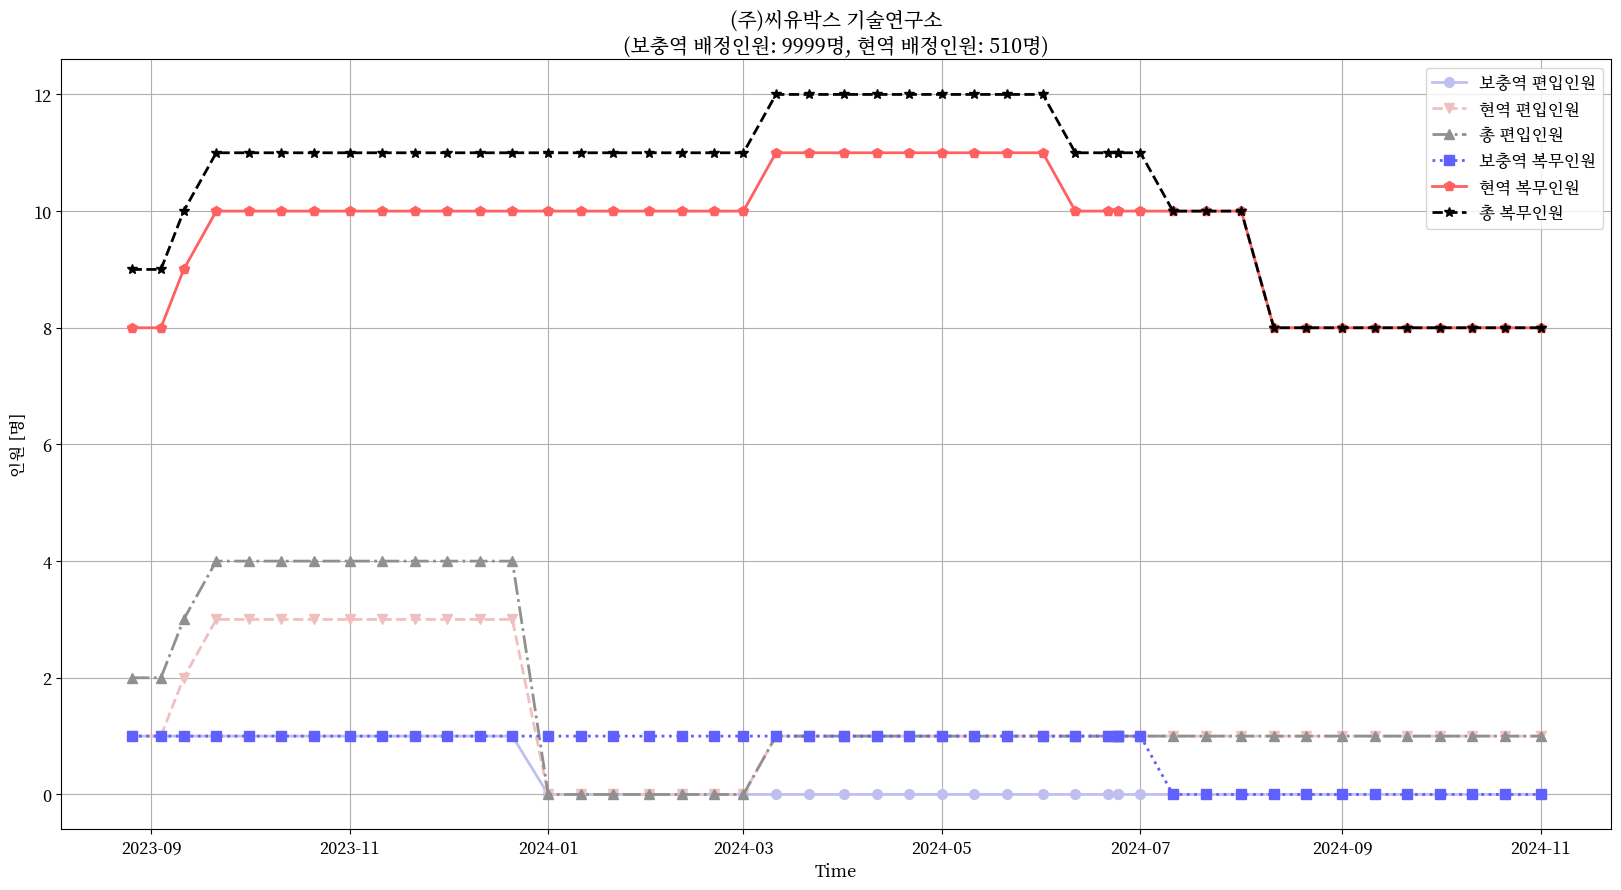 (주)씨유박스 기술연구소
(보충역 배정인원: 9999명, 현역 배정인원: 510명)
12
10
8
6
4
2
0
인원 [명]
보충역 편입인원
현역 편입인원
총 편입인원
보충역 복무인원
현역 복무인원
총 복무인원
2023-09
2023-11
2024-01
2024-03
2024-05
2024-07
2024-09
2024-11
Time